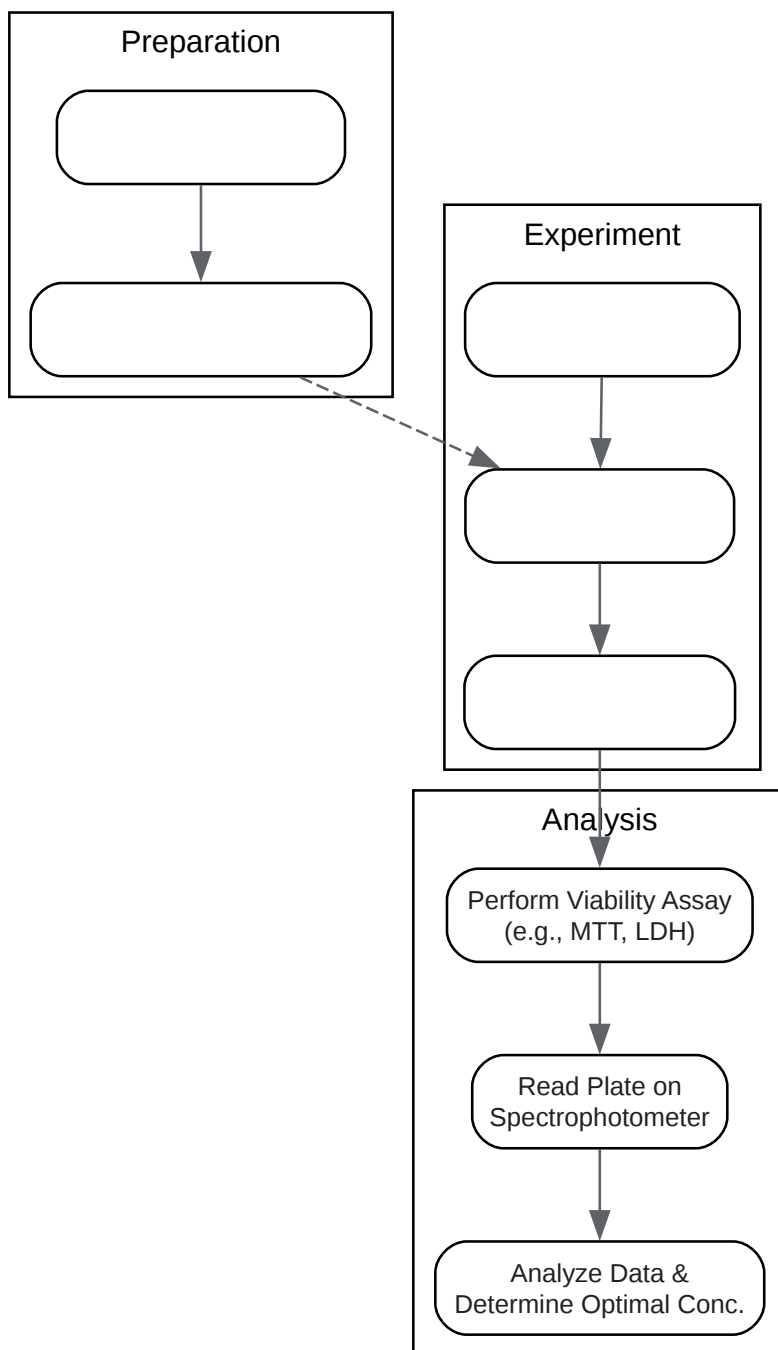 Preparation
Experiment
Analysis
Perform Viability Assay
(e.g., MTT, LDH)
Read Plate on
Spectrophotometer
Analyze Data &
Determine Optimal Conc.